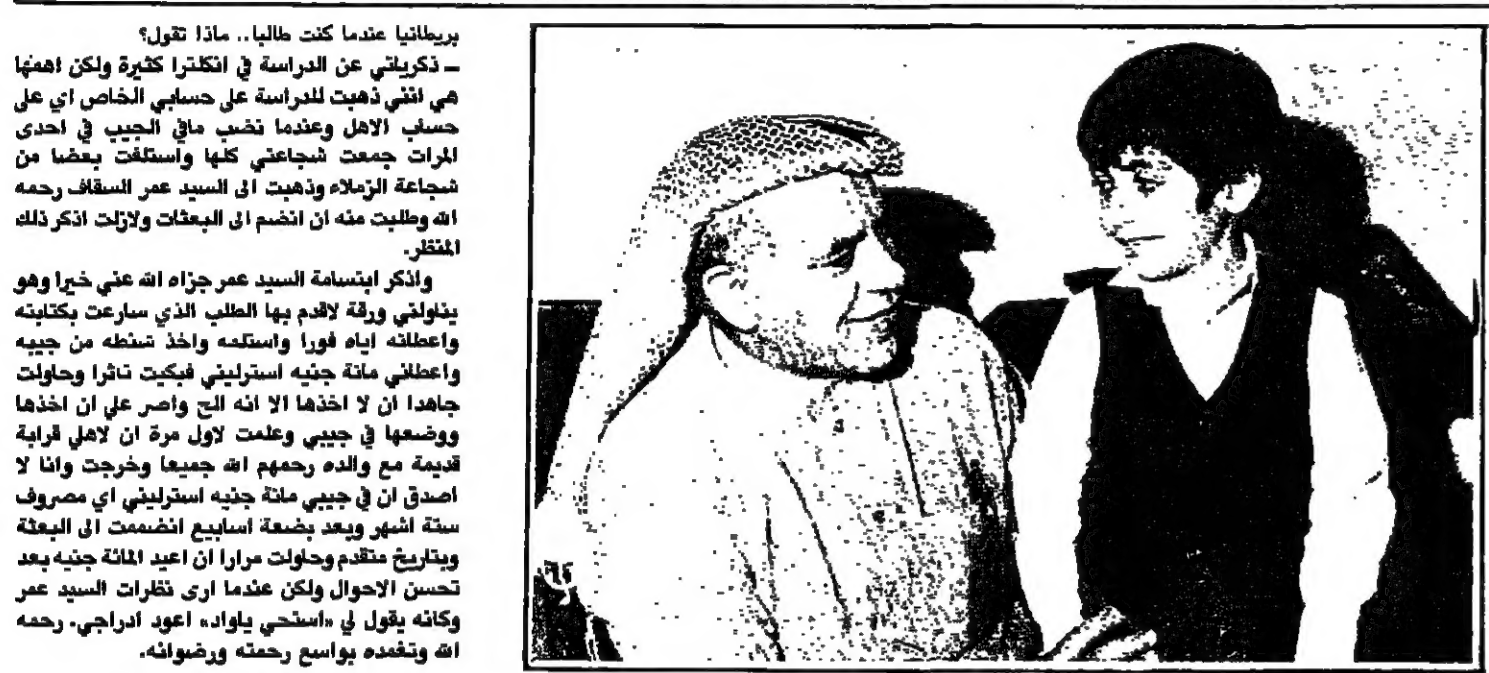 بريطانيا عندما كنت طالبا.. ماذا تقول؟
ـ ذكرياتي عن الدراسة في انكلترا كثيرة ولكن اهمها
هي انني ذهبت للدراسة على حسابي الخاص اي على
حساب الاهل وعندما نضب مافي الجيب في احدى
المرات جمعت شجاعتي كلها واستلفت بعضا من
شجاعة الزملاء وذهبت الى السيد عمر السقاف رحمه
الله وطلبت منه ان انضم الى البعثات ولازلت اذكر ذلك
المنظر.
واذكر ابتسامة السيد عمر جزاه الله عني خيرا وهو
يناولني ورقة لاقدم بها الطلب الذي سارعت بكتابته
واعطائه اياه فورا واستلمه واخذ شنطه من جيبه
واعطاني مائة جنيه استرليني فبكيت تاثرا وحاولت
جاهدا ان لا اخذها الا انه الح واصر علي ان اخذها
ووضعها في جيبي وعلمت لاول مرة ان لاهلي قرابة
قديمة مع والده رحمهم الله جميعا وخرجت وانا لا
اصدق ان في جيبي مائة جنيه استرليني اي مصروف
ستة اشهر وبعد بضعة اسابيع انضممت الى البعثة
وبتاريخ متقدم وحاولت مرارا ان اعيد المائة جنيه بعد
تحسن الاحوال ولكن عندما ارى نظرات السيد عمر
وكانه يقول لي «استحي ياواد» اعود ادراجي. رحمه
الله وتغمده بواسع رحمته ورضوانه.